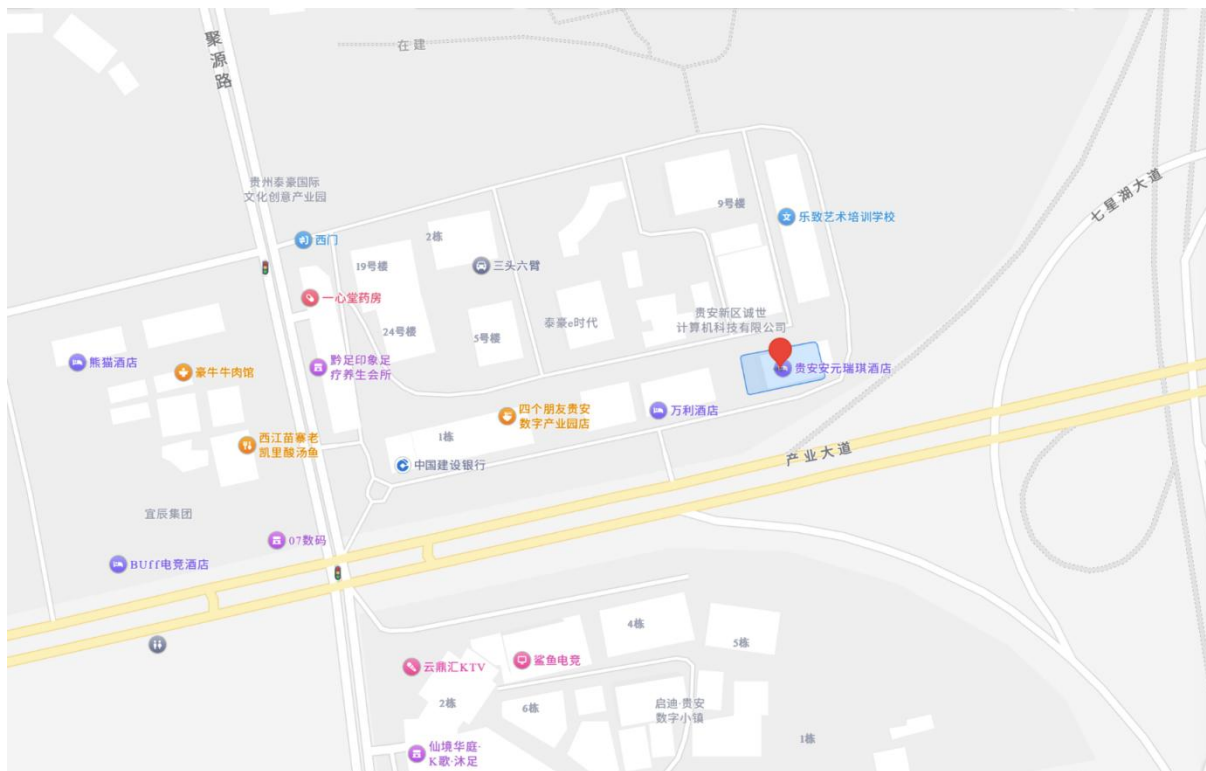 聚源路
在建
贵州泰豪国际
文化创意产业园
七星湖大道
9号楼
乐致艺术培训学校
西门
2栋
19号楼
三头六臂
一心堂药房
贵安新区诚世
计算机科技有限公司
泰豪e时代
24号楼
5号楼
熊猫酒店
豪牛牛肉馆
黔足印象足
疗养生会所
贵安安元瑞琪酒店
四个朋友贵安
数字产业园店
万利酒店
西江苗寨老
凯里酸汤鱼
1栋
中国建设银行
产业大道
宜辰集团
07数码
BUff电竞酒店
4栋
5栋
云鼎汇KTV
鲨鱼电竞
2栋
6栋
启迪·贵安
数字小镇
1栋
仙境华庭·
K歌·沐足